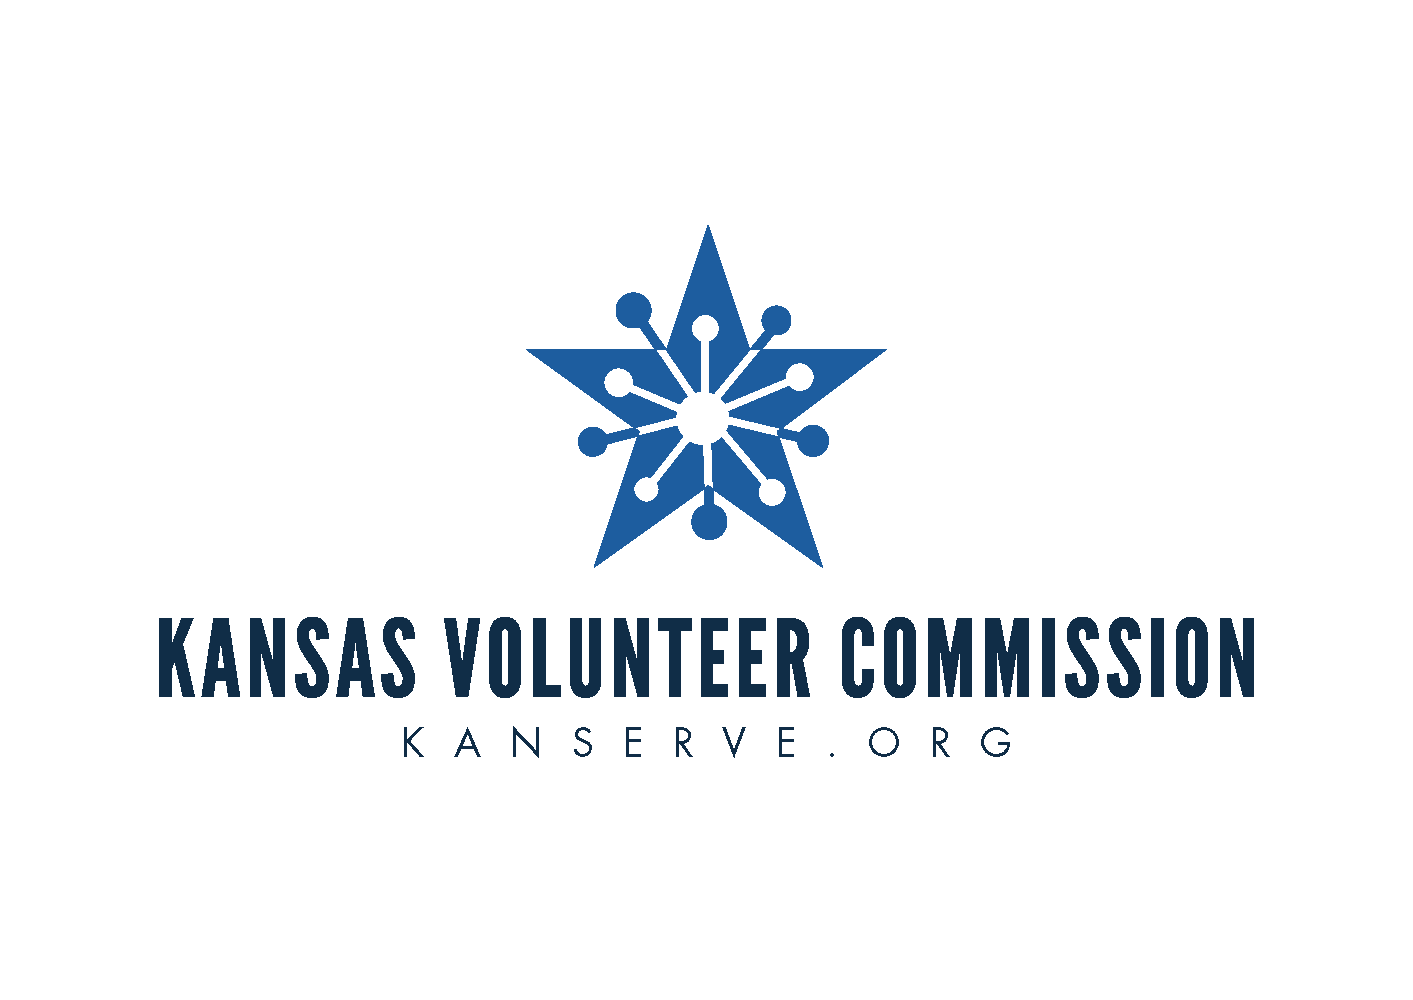 KANSAS VOLUNTEER COMMISSION
KANSERVE.ORG